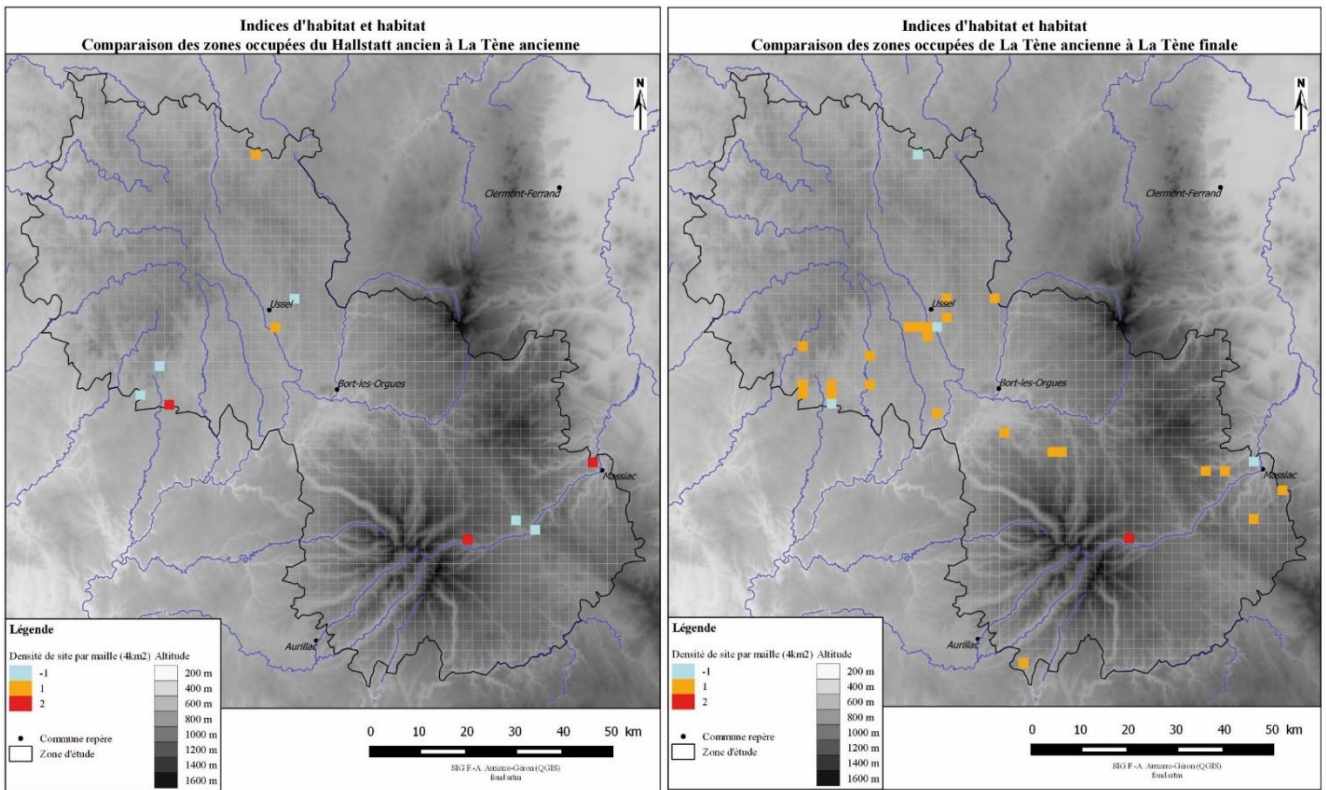 Indices d'habitat et habitat
Comparaison des zones occupées du Hallstatt ancien à La Tène ancienne
N
Clermont-Ferrand
Ussel
Bort-les-Orgues
Massiac
Aurillac
Légende
Densité de site par maille (4km2)
-1
1
2
Commune repère
Zone d'étude
Altitude
200 m
400 m
600 m
800 m
1000 m
1200 m
1400 m
1600 m
0 10 20 30 40 50 km
SIG F.-A. Auxerre-Géron (QGIS)
fond srtm
Indices d'habitat et habitat
Comparaison des zones occupées de La Tène ancienne à La Tène finale
N
Clermont-Ferrand
Ussel
Bort-les-Orgues
Massiac
Aurillac
Légende
Densité de site par maille (4km2)
-1
1
2
Commune repère
Zone d'étude
Altitude
200 m
400 m
600 m
800 m
1000 m
1200 m
1400 m
1600 m
0 10 20 30 40 50 km
SIG F.-A. Auxerre-Géron (QGIS)
fond srtm